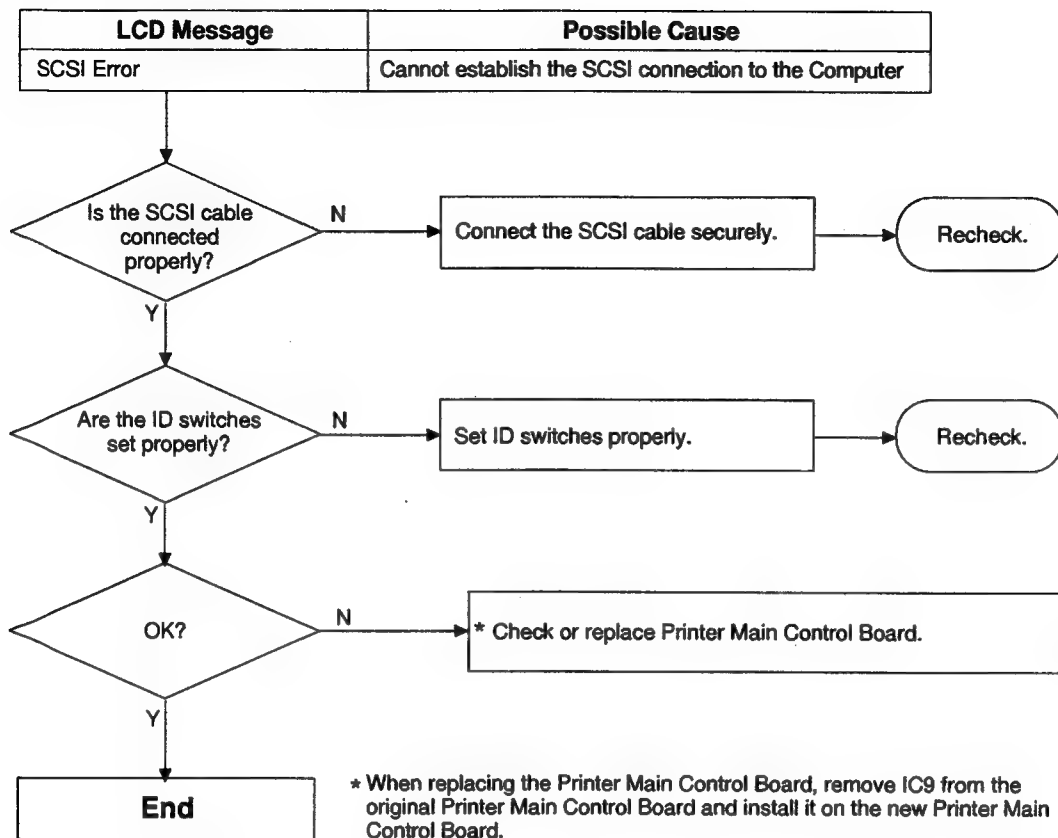 LCD Message Possible Cause
SCSI Error Cannot establish the SCSI connection to the Computer
Is the SCSI cable
connected
properly?
N
Connect the SCSI cable securely.
Recheck.
Y
Are the ID switches
set properly?
N
Set ID switches properly.
Recheck.
Y
OK?
N
* Check or replace Printer Main Control Board.
Y
End
* When replacing the Printer Main Control Board, remove IC9 from the
original Printer Main Control Board and install it on the new Printer Main
Control Board.